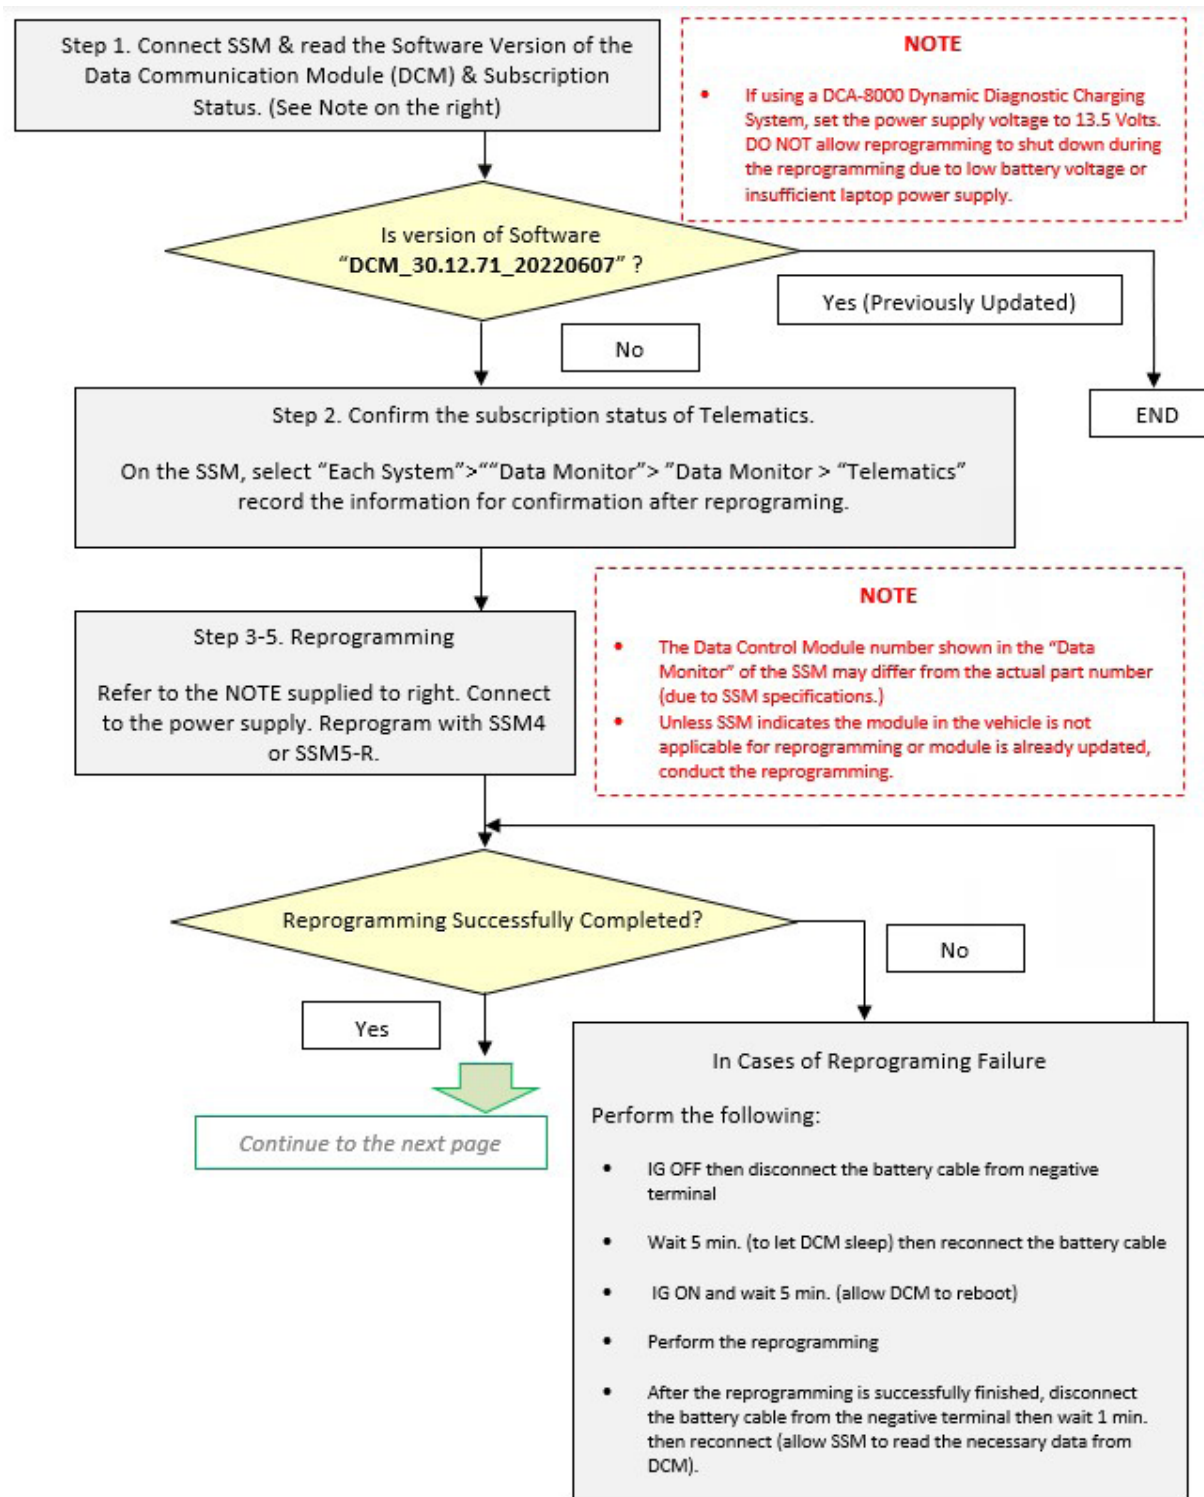 Step 1. Connect SSM & read the Software Version of the
Data Communication Module (DCM) & Subscription
Status. (See Note on the right)
NOTE
• If using a DCA-8000 Dynamic Diagnostic Charging
System, set the power supply voltage to 13.5 Volts.
DO NOT allow reprogramming to shut down during
the reprogramming due to low battery voltage or
insufficient laptop power supply.
Is version of Software
“DCM_30.12.71_20220607” ?
Yes (Previously Updated)
No
END
Step 2. Confirm the subscription status of Telematics.
On the SSM, select “Each System”>““Data Monitor”> ”Data Monitor > “Telematics”
record the information for confirmation after reprograming.
Step 3-5. Reprogramming
Refer to the NOTE supplied to right. Connect
to the power supply. Reprogram with SSM4
or SSM5-R.
NOTE
• The Data Control Module number shown in the “Data
Monitor” of the SSM may differ from the actual part number
(due to SSM specifications.)
• Unless SSM indicates the module in the vehicle is not
applicable for reprogramming or module is already updated,
conduct the reprogramming.
Reprogramming Successfully Completed?
No
Yes
Continue to the next page
In Cases of Reprograming Failure
Perform the following:
• IG OFF then disconnect the battery cable from negative
terminal
• Wait 5 min. (to let DCM sleep) then reconnect the battery cable
• IG ON and wait 5 min. (allow DCM to reboot)
• Perform the reprogramming
• After the reprogramming is successfully finished, disconnect
the battery cable from the negative terminal then wait 1 min.
then reconnect (allow SSM to read the necessary data from
DCM).